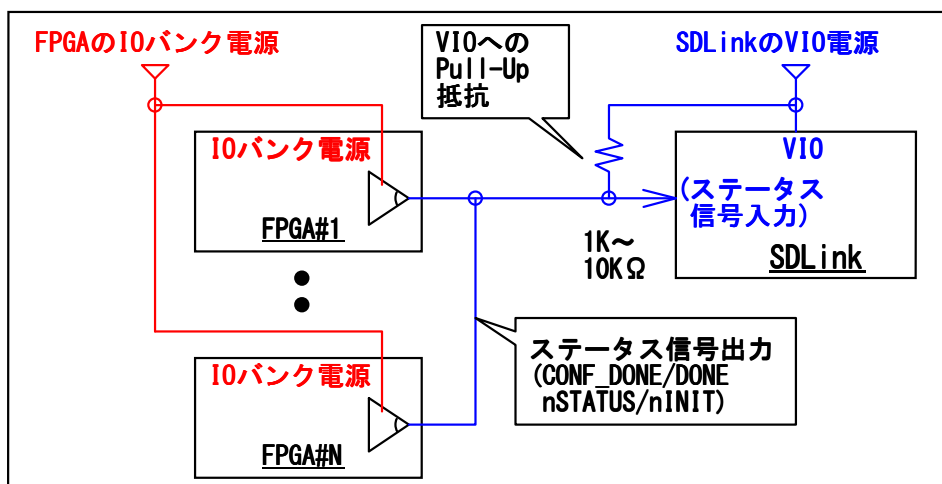 FPGAのIOバンク電源
VIOへの
Pull-Up
抵抗
SDLinkのVIO電源
IOバンク電源
FPGA#1
VIO
(ステータス
信号入力)
SDLink
1K～
10KΩ
ステータス信号出力
(CONF_DONE/DONE
nSTATUS/nINIT)
IOバンク電源
FPGA#N